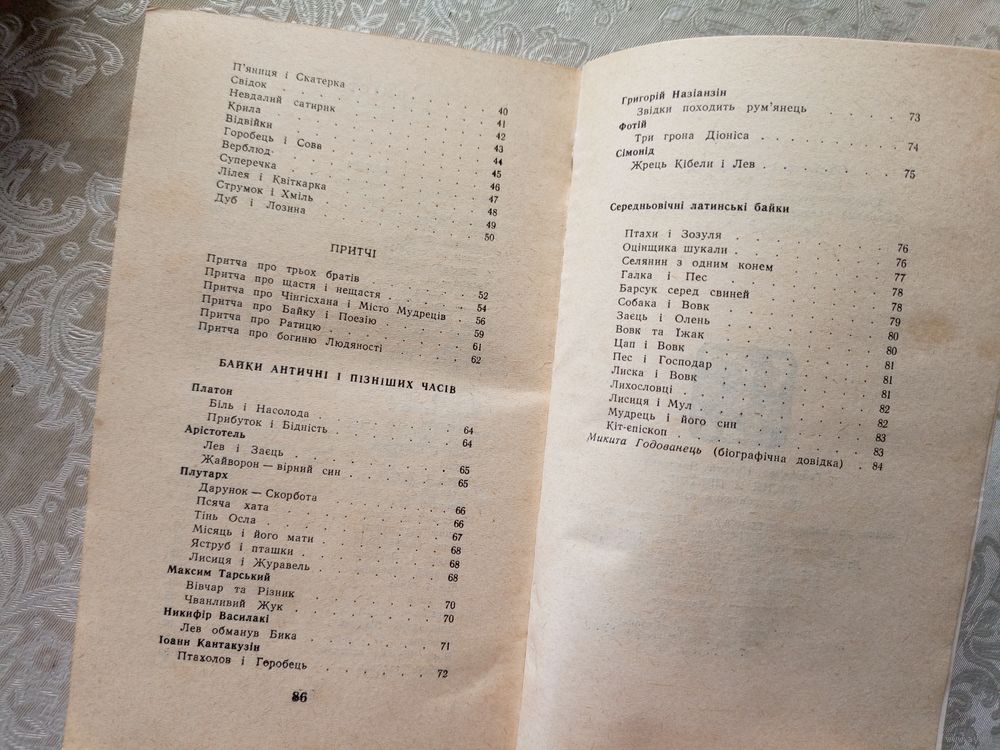 П'яниця і Скатерка . . . 40
Свідок . . . 41
Невдалий сатирик . . . 42
Крила . . . 43
Відвійки . . . 44
Горобець і Сова . . . 45
Верблюд . . . 46
Суперечка . . . 47
Лілея і Квіткарка . . . 48
Струмок і Хміль . . . 49
Дуб і Лозина . . . 50
ПРИТЧІ
Притча про трьох братів . . . 52
Притча про щастя і нещастя . . . 54
Притча про Чінгісхана і Місто Мудреців . 56
Притча про Байку і Поезію . . . 59
Притча про Ратицю . . . 61
Притча про богиню Людяності . . . 62
БАЙКИ АНТИЧНІ І ПІЗНІШИХ ЧАСІВ
Платон
Біль і Насолода . . . 64
Прибуток і Бідність . . . 64
Арістотель
Лев і Заєць . . . 65
Жайворон — вірний син . . . 65
Плутарх
Дарунок — Скорбота . . . 66
Псяча хата . . . 66
Тінь Осла . . . 67
Місяць і його мати . . . 68
Яструб і пташки . . . 68
Лисиця і Журавель . . . 68
Максим Тарський
Вівчар та Різник . . . 70
Чванливий Жук . . . 70
Никифір Василакі
Лев обманув Бика . . . 71
Іоанн Кантакузін
Птахолов і Горобець . . . 72
86
Григорій Назіанзін
Звідки походить рум'янець . . . 73
Фотій
Три грона Діоніса . . . 74
Сімонід
Жрець Кібели і Лев . . . 75
Середньовічні латинські байки
Птахи і Зозуля . . . 76
Оцінщика шукали . . . 76
Селянин з одним конем . . . 77
Галка і Пес . . . 78
Барсук серед свиней . . . 78
Собака і Вовк . . . 79
Заєць і Олень . . . 80
Вовк та Їжак . . . 80
Цап і Вовк . . . 81
Пес і Господар . . . 81
Лиска і Вовк . . . 81
Лихословці . . . 82
Лисиця і Мул . . . 82
Мудрець і його син . . . 83
Кіт-єпископ . . . 83
Микита Годованець (біографічна довідка) . 84